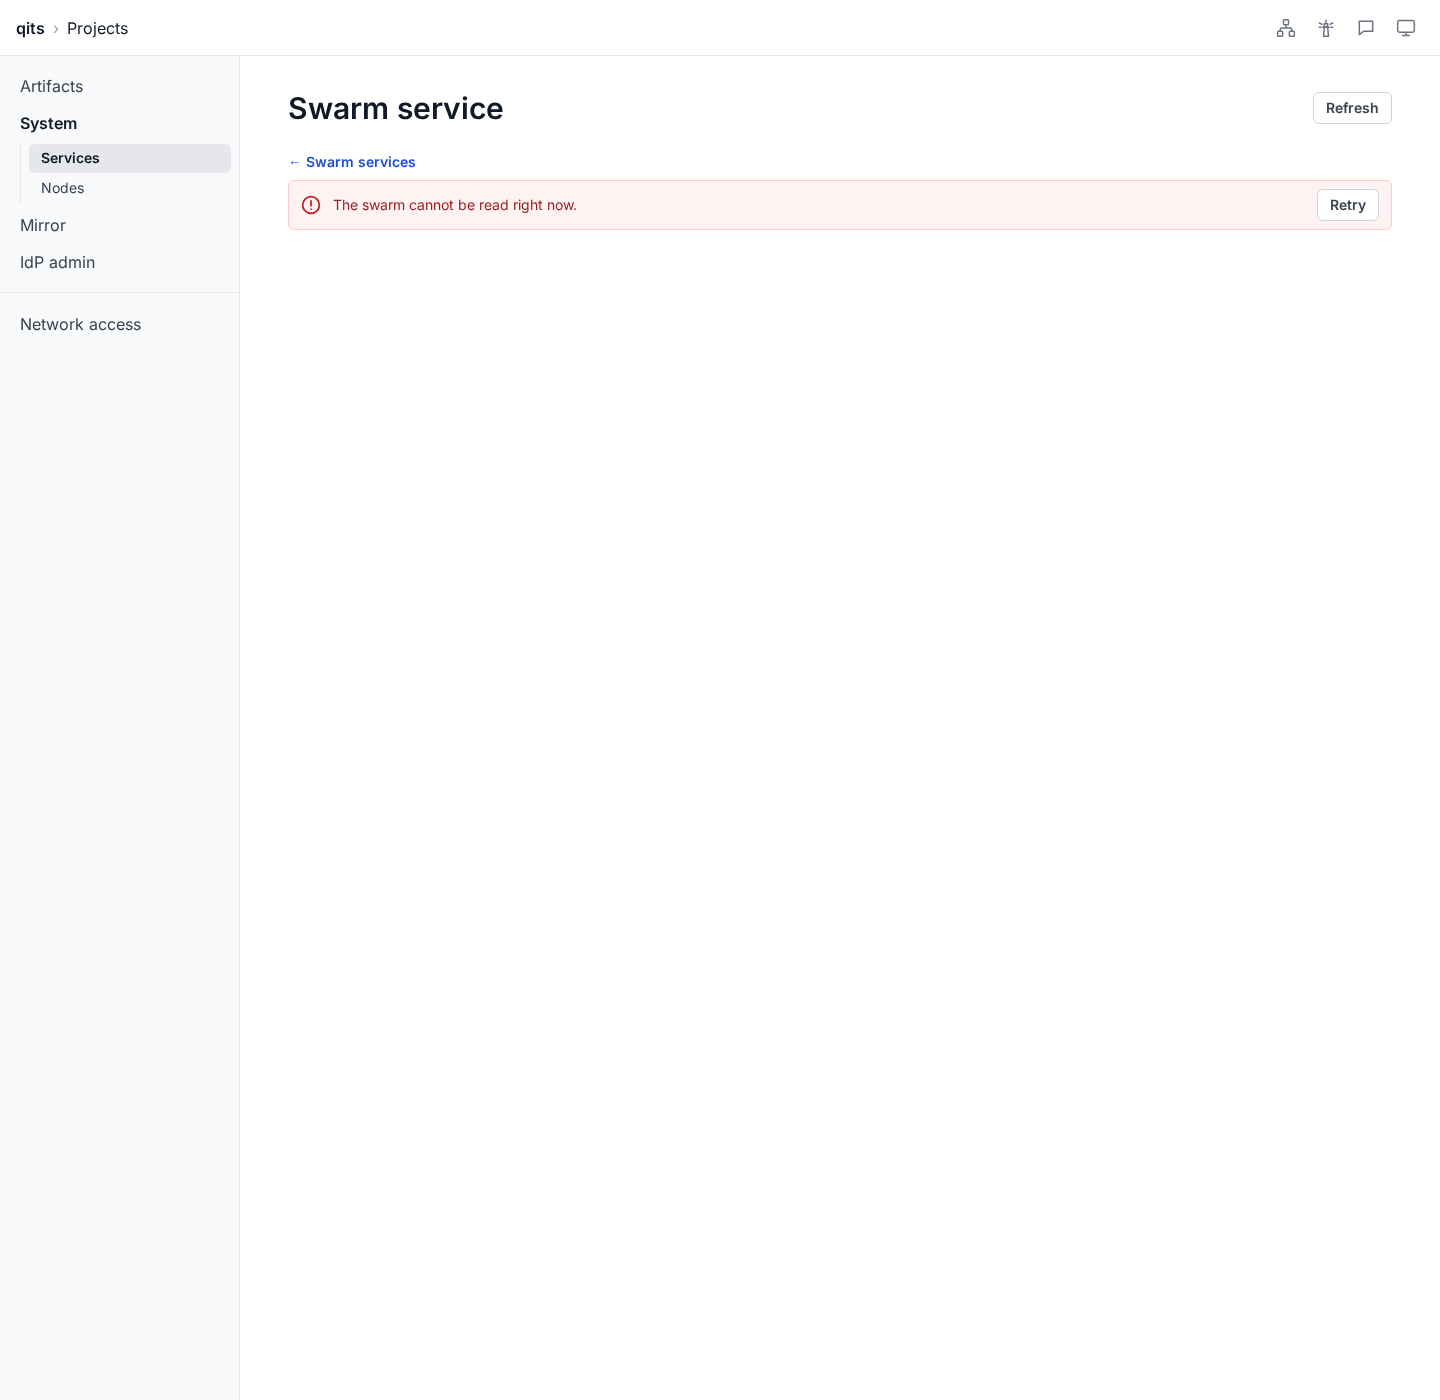 qits › Projects
Artifacts
System
Services
Nodes
Mirror
IdP admin
Network access
Swarm service
Refresh
← Swarm services
The swarm cannot be read right now.
Retry